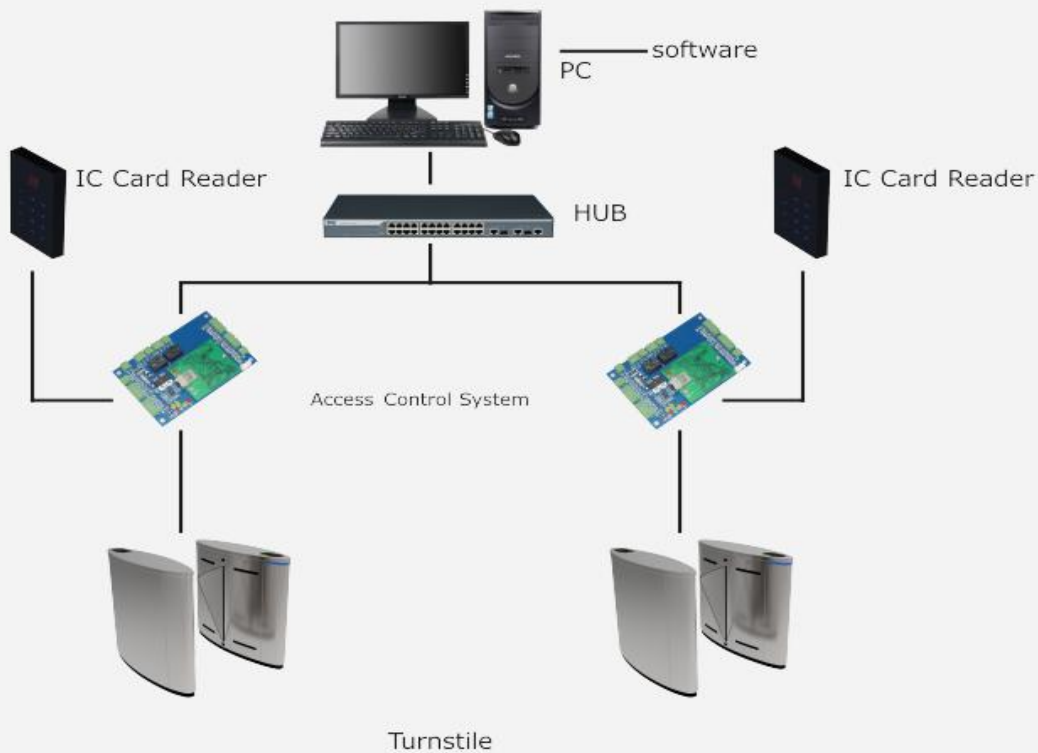 software
PC
IC Card Reader
IC Card Reader
HUB
Access Control System
Turnstile